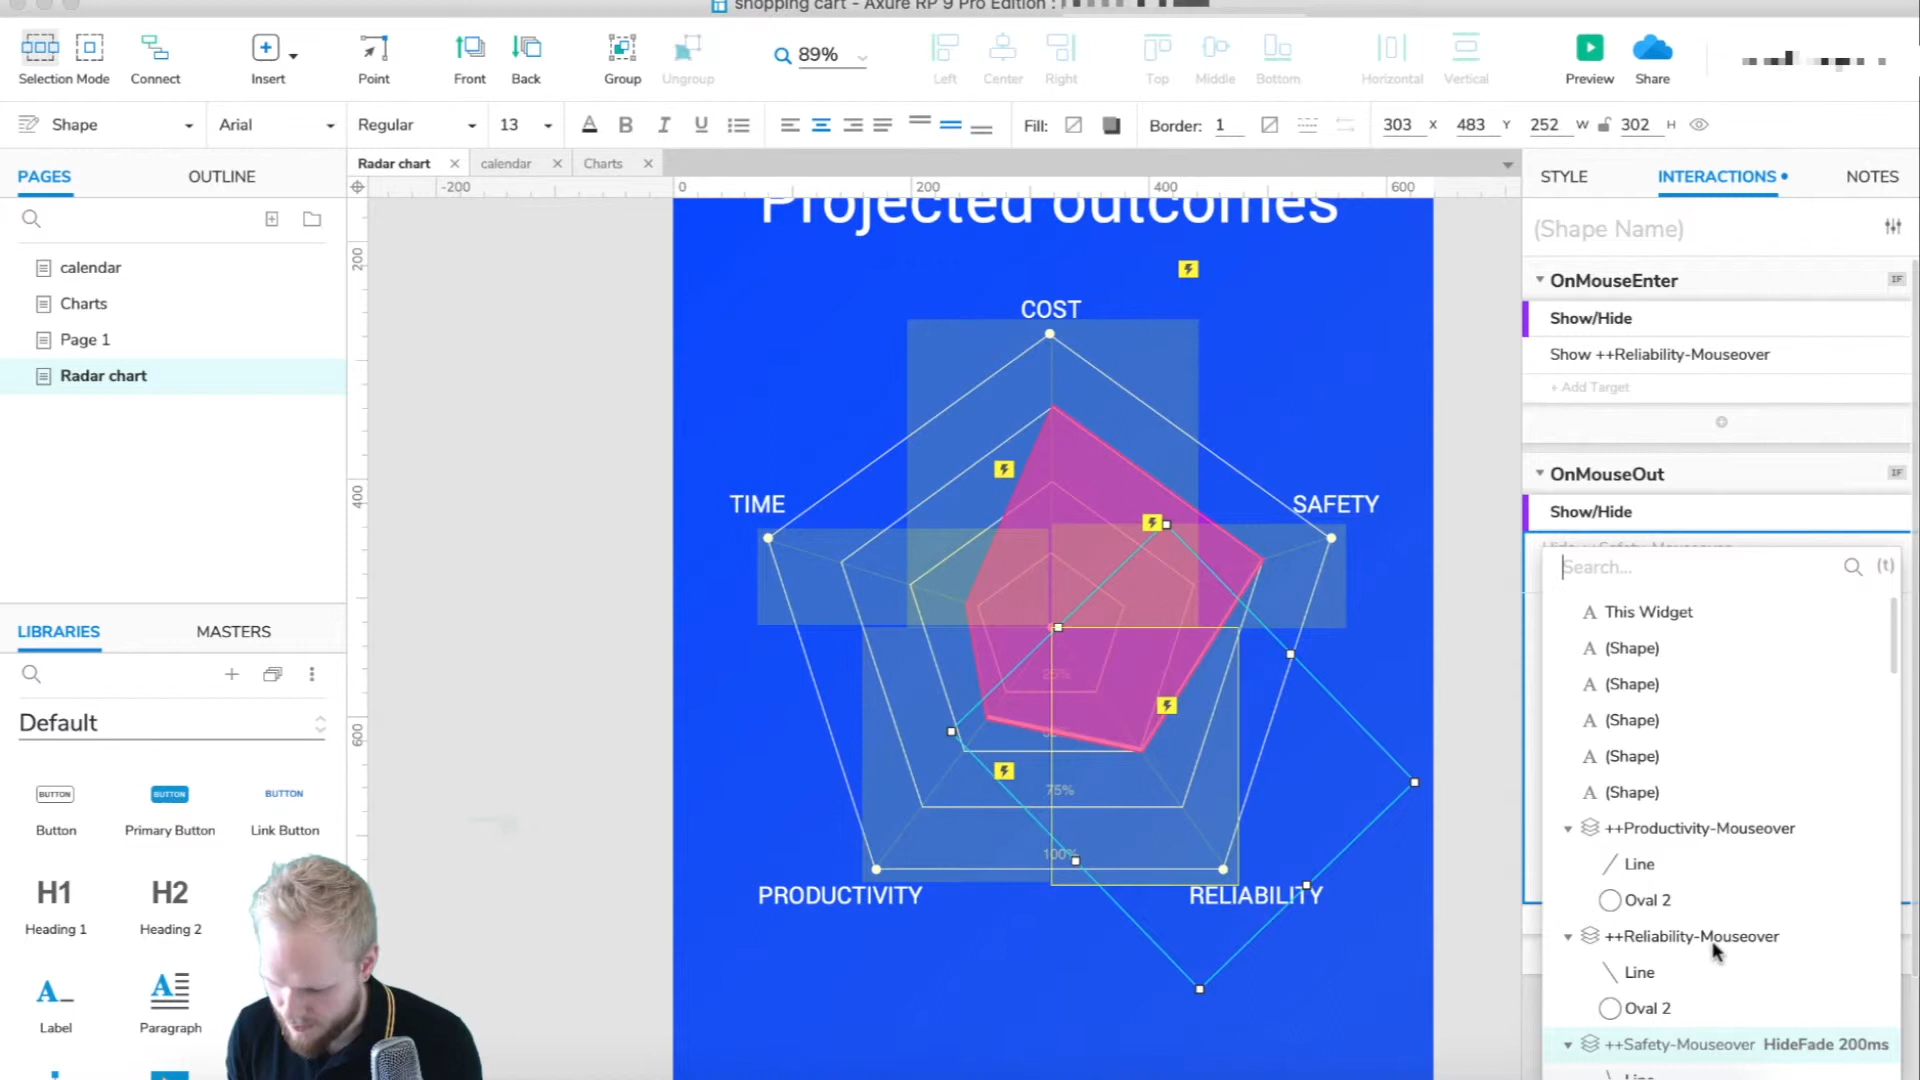 shopping cart - Axure RP 9 Pro Edition :
Selection Mode
Connect
Insert
Point
Front
Back
Group
Ungroup
89%
Left
Center
Right
Top
Middle
Bottom
Horizontal
Vertical
Preview
Share
Shape
Arial
Regular
13
Fill:
Border: 1
303 X
483 Y
252 W
302 H
PAGES
OUTLINE
calendar
Charts
Page 1
Radar chart
LIBRARIES
MASTERS
Default
BUTTON
Button
BUTTON
Primary Button
BUTTON
Link Button
H1
Heading 1
H2
Heading 2
A_
Label
A
Paragraph
Radar chart
calendar
Charts
-200
0
200
400
600
200
400
600
Projected outcomes
COST
TIME
SAFETY
25%
75%
100%
PRODUCTIVITY
RELIABILITY
STYLE
INTERACTIONS
NOTES
(Shape Name)
OnMouseEnter
IF
Show/Hide
Show ++Reliability-Mouseover
+ Add Target
OnMouseOut
IF
Show/Hide
Search...
(t)
A This Widget
A (Shape)
A (Shape)
A (Shape)
A (Shape)
A (Shape)
++Productivity-Mouseover
Line
Oval 2
++Reliability-Mouseover
Line
Oval 2
++Safety-Mouseover HideFade 200ms